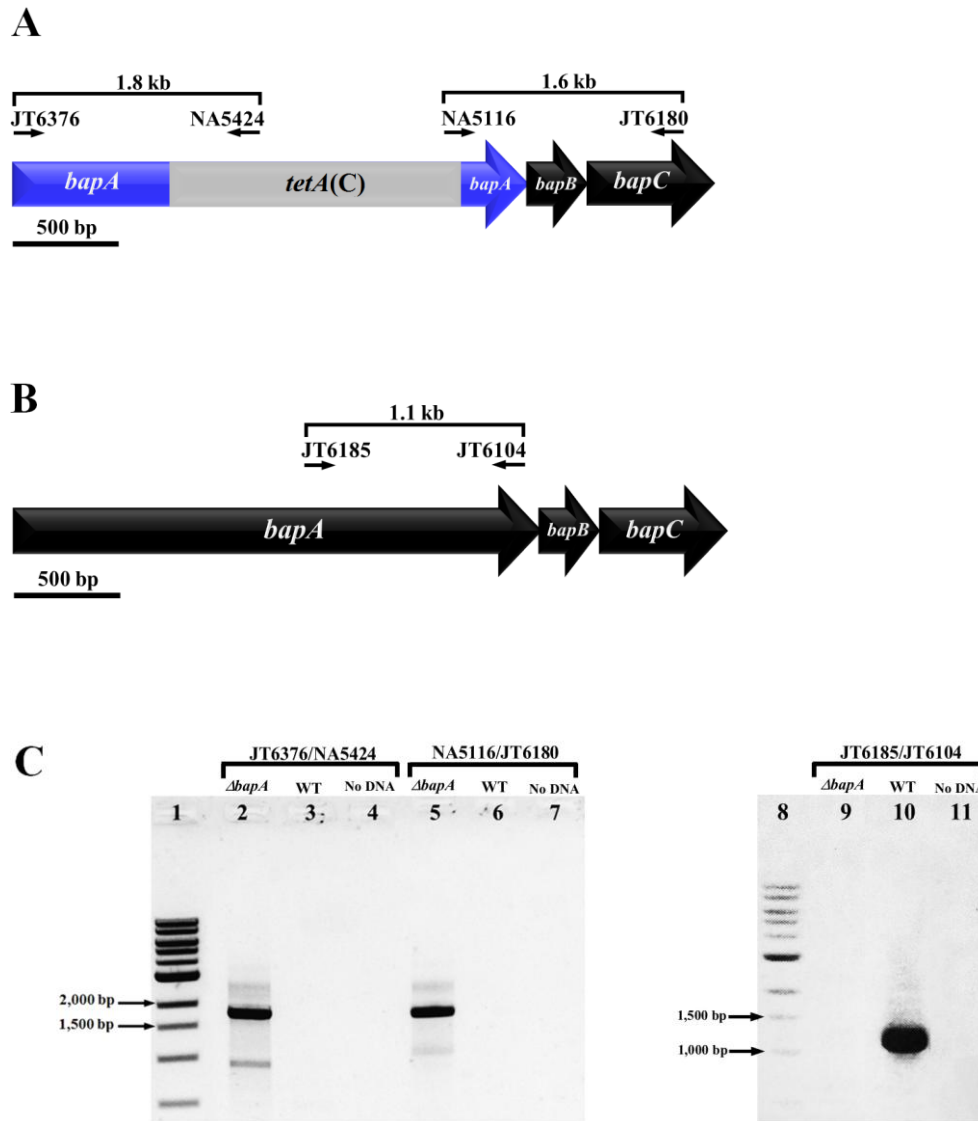 A
1.8 kb 1.6 kb
JT6376 NA5424 NA5116 JT6180
bapA tetA(C) bapA bapB bapC
500 bp
B
1.1 kb
JT6185 JT6104
bapA bapB bapC
500 bp
C
JT6376/NA5424 NA5116/JT6180 JT6185/JT6104
ΔbapA WT No DNA ΔbapA WT No DNA ΔbapA WT No DNA
1 2 3 4 5 6 7 8 9 10 11
2,000 bp
1,500 bp
1,500 bp
1,000 bp